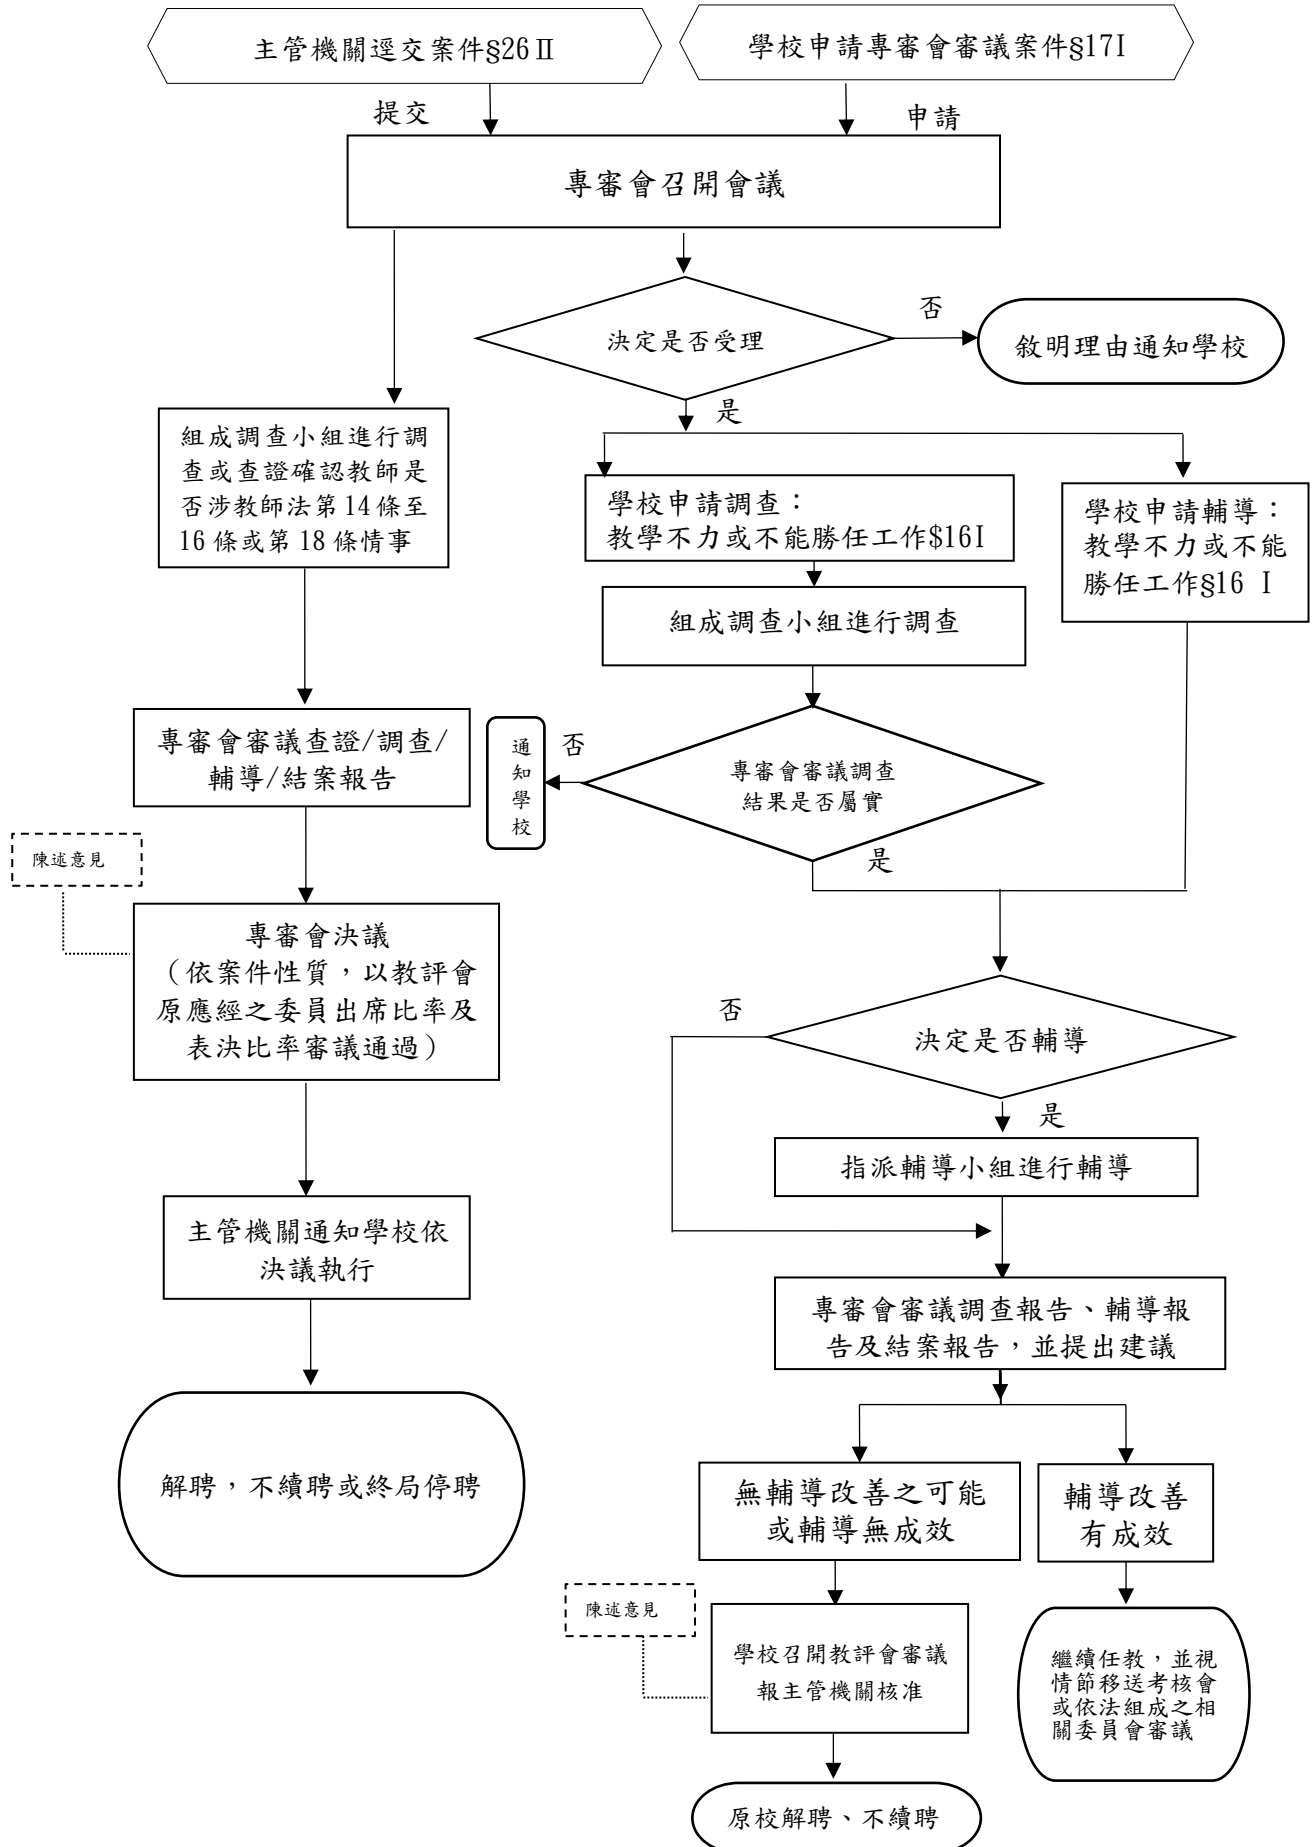 主管機關逕交案件§26Ⅱ
學校申請專審會審議案件§17I
提交
申請
專審會召開會議
決定是否受理
否
敘明理由通知學校
是
組成調查小組進行調
查或查證確認教師是
否涉教師法第14條至
16條或第18條情事
學校申請調查：
教學不力或不能勝任工作$16I
學校申請輔導：
教學不力或不能
勝任工作§16 I
組成調查小組進行調查
專審會審議查證/調查/
輔導/結案報告
通
知
學
校
否
專審會審議調查
結果是否屬實
是
陳述意見
專審會決議
（依案件性質，以教評會
原應經之委員出席比率及
表決比率審議通過）
否
決定是否輔導
是
指派輔導小組進行輔導
主管機關通知學校依
決議執行
專審會審議調查報告、輔導報
告及結案報告，並提出建議
解聘，不續聘或終局停聘
無輔導改善之可能
或輔導無成效
輔導改善
有成效
陳述意見
學校召開教評會審議
報主管機關核准
繼續任教，並視
情節移送考核會
或依法組成之相
關委員會審議
原校解聘、不續聘